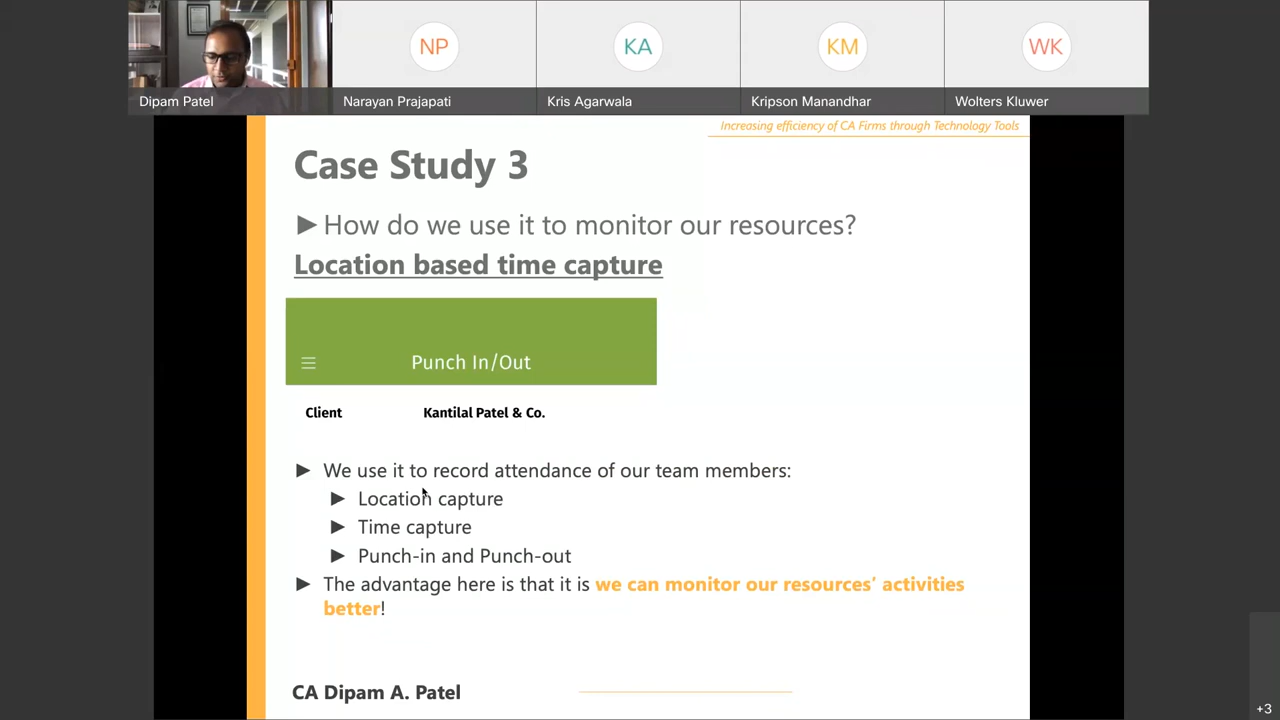 NP
KA
KM
WK
Dipam Patel
Narayan Prajapati
Kris Agarwala
Kripson Manandhar
Wolters Kluwer
Increasing efficiency of CA Firms through Technology Tools
Case Study 3
►How do we use it to monitor our resources?
Location based time capture
Punch In/Out
Client Kantilal Patel & Co.
► We use it to record attendance of our team members:
► Location capture
► Time capture
► Punch-in and Punch-out
► The advantage here is that it is we can monitor our resources’ activities
better!
CA Dipam A. Patel
+3